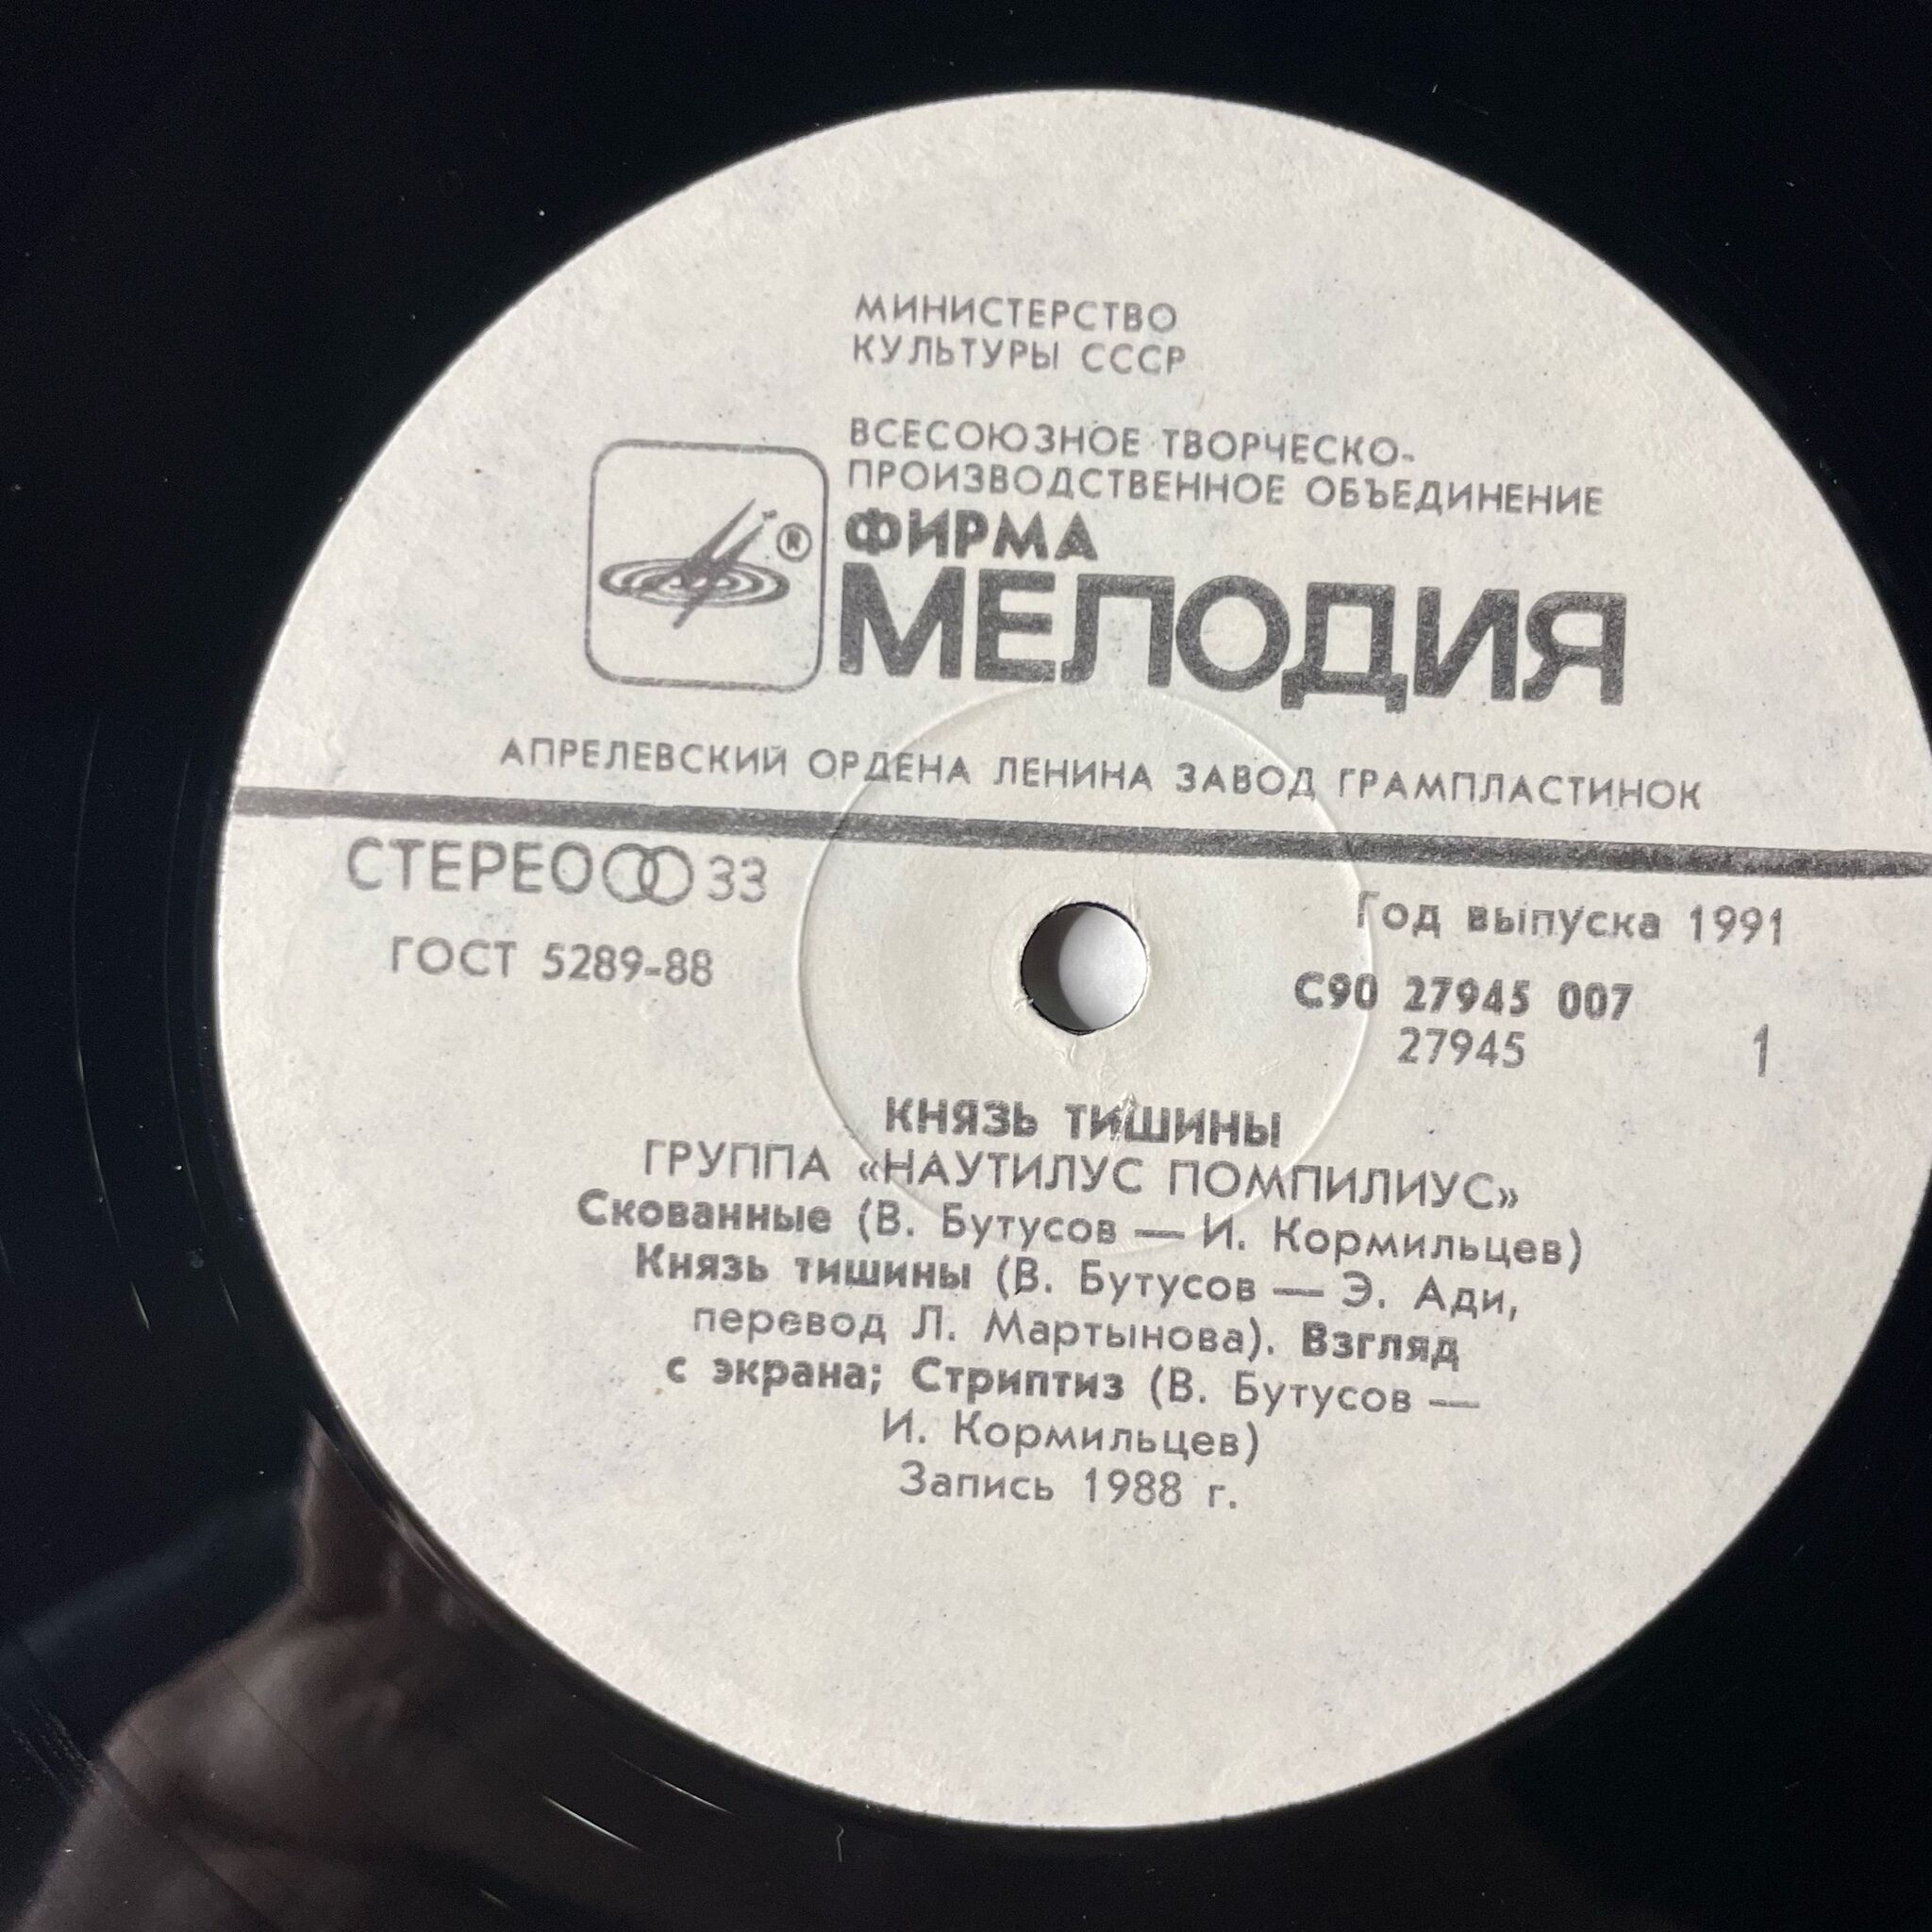 МИНИСТЕРСТВО
КУЛЬТУРЫ СССР
ВСЕСОЮЗНОЕ ТВОРЧЕСКО-
ПРОИЗВОДСТВЕННОЕ ОБЪЕДИНЕНИЕ
®
ФИРМА
МЕЛОДИЯ
АПРЕЛЕВСКИЙ ОРДЕНА ЛЕНИНА ЗАВОД ГРАМПЛАСТИНОК
СТЕРЕО 33
ГОСТ 5289-88
Год выпуска 1991
С90 27945 007
27945 1
КНЯЗЬ ТИШИНЫ
ГРУППА «НАУТИЛУС ПОМПИЛИУС»
Скованные (В. Бутусов — И. Кормильцев)
Князь тишины (В. Бутусов — Э. Ади,
перевод Л. Мартынова). Взгляд
с экрана; Стриптиз (В. Бутусов —
И. Кормильцев)
Запись 1988 г.